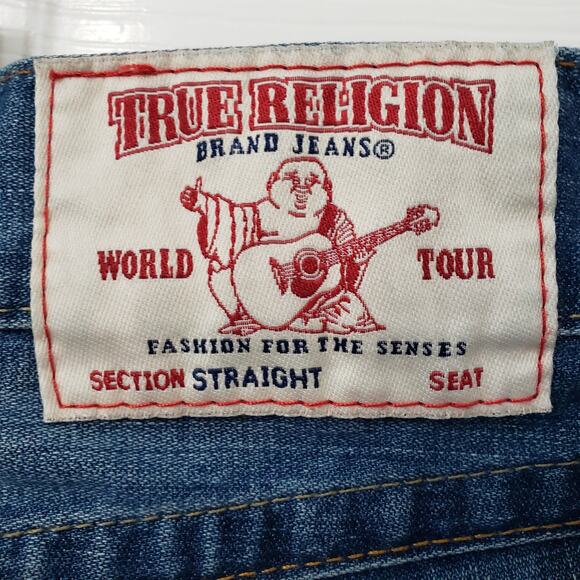 TRUE RELIGION
BRAND JEANS®
WORLD TOUR
FASHION FOR THE SENSES
SECTION STRAIGHT SEAT